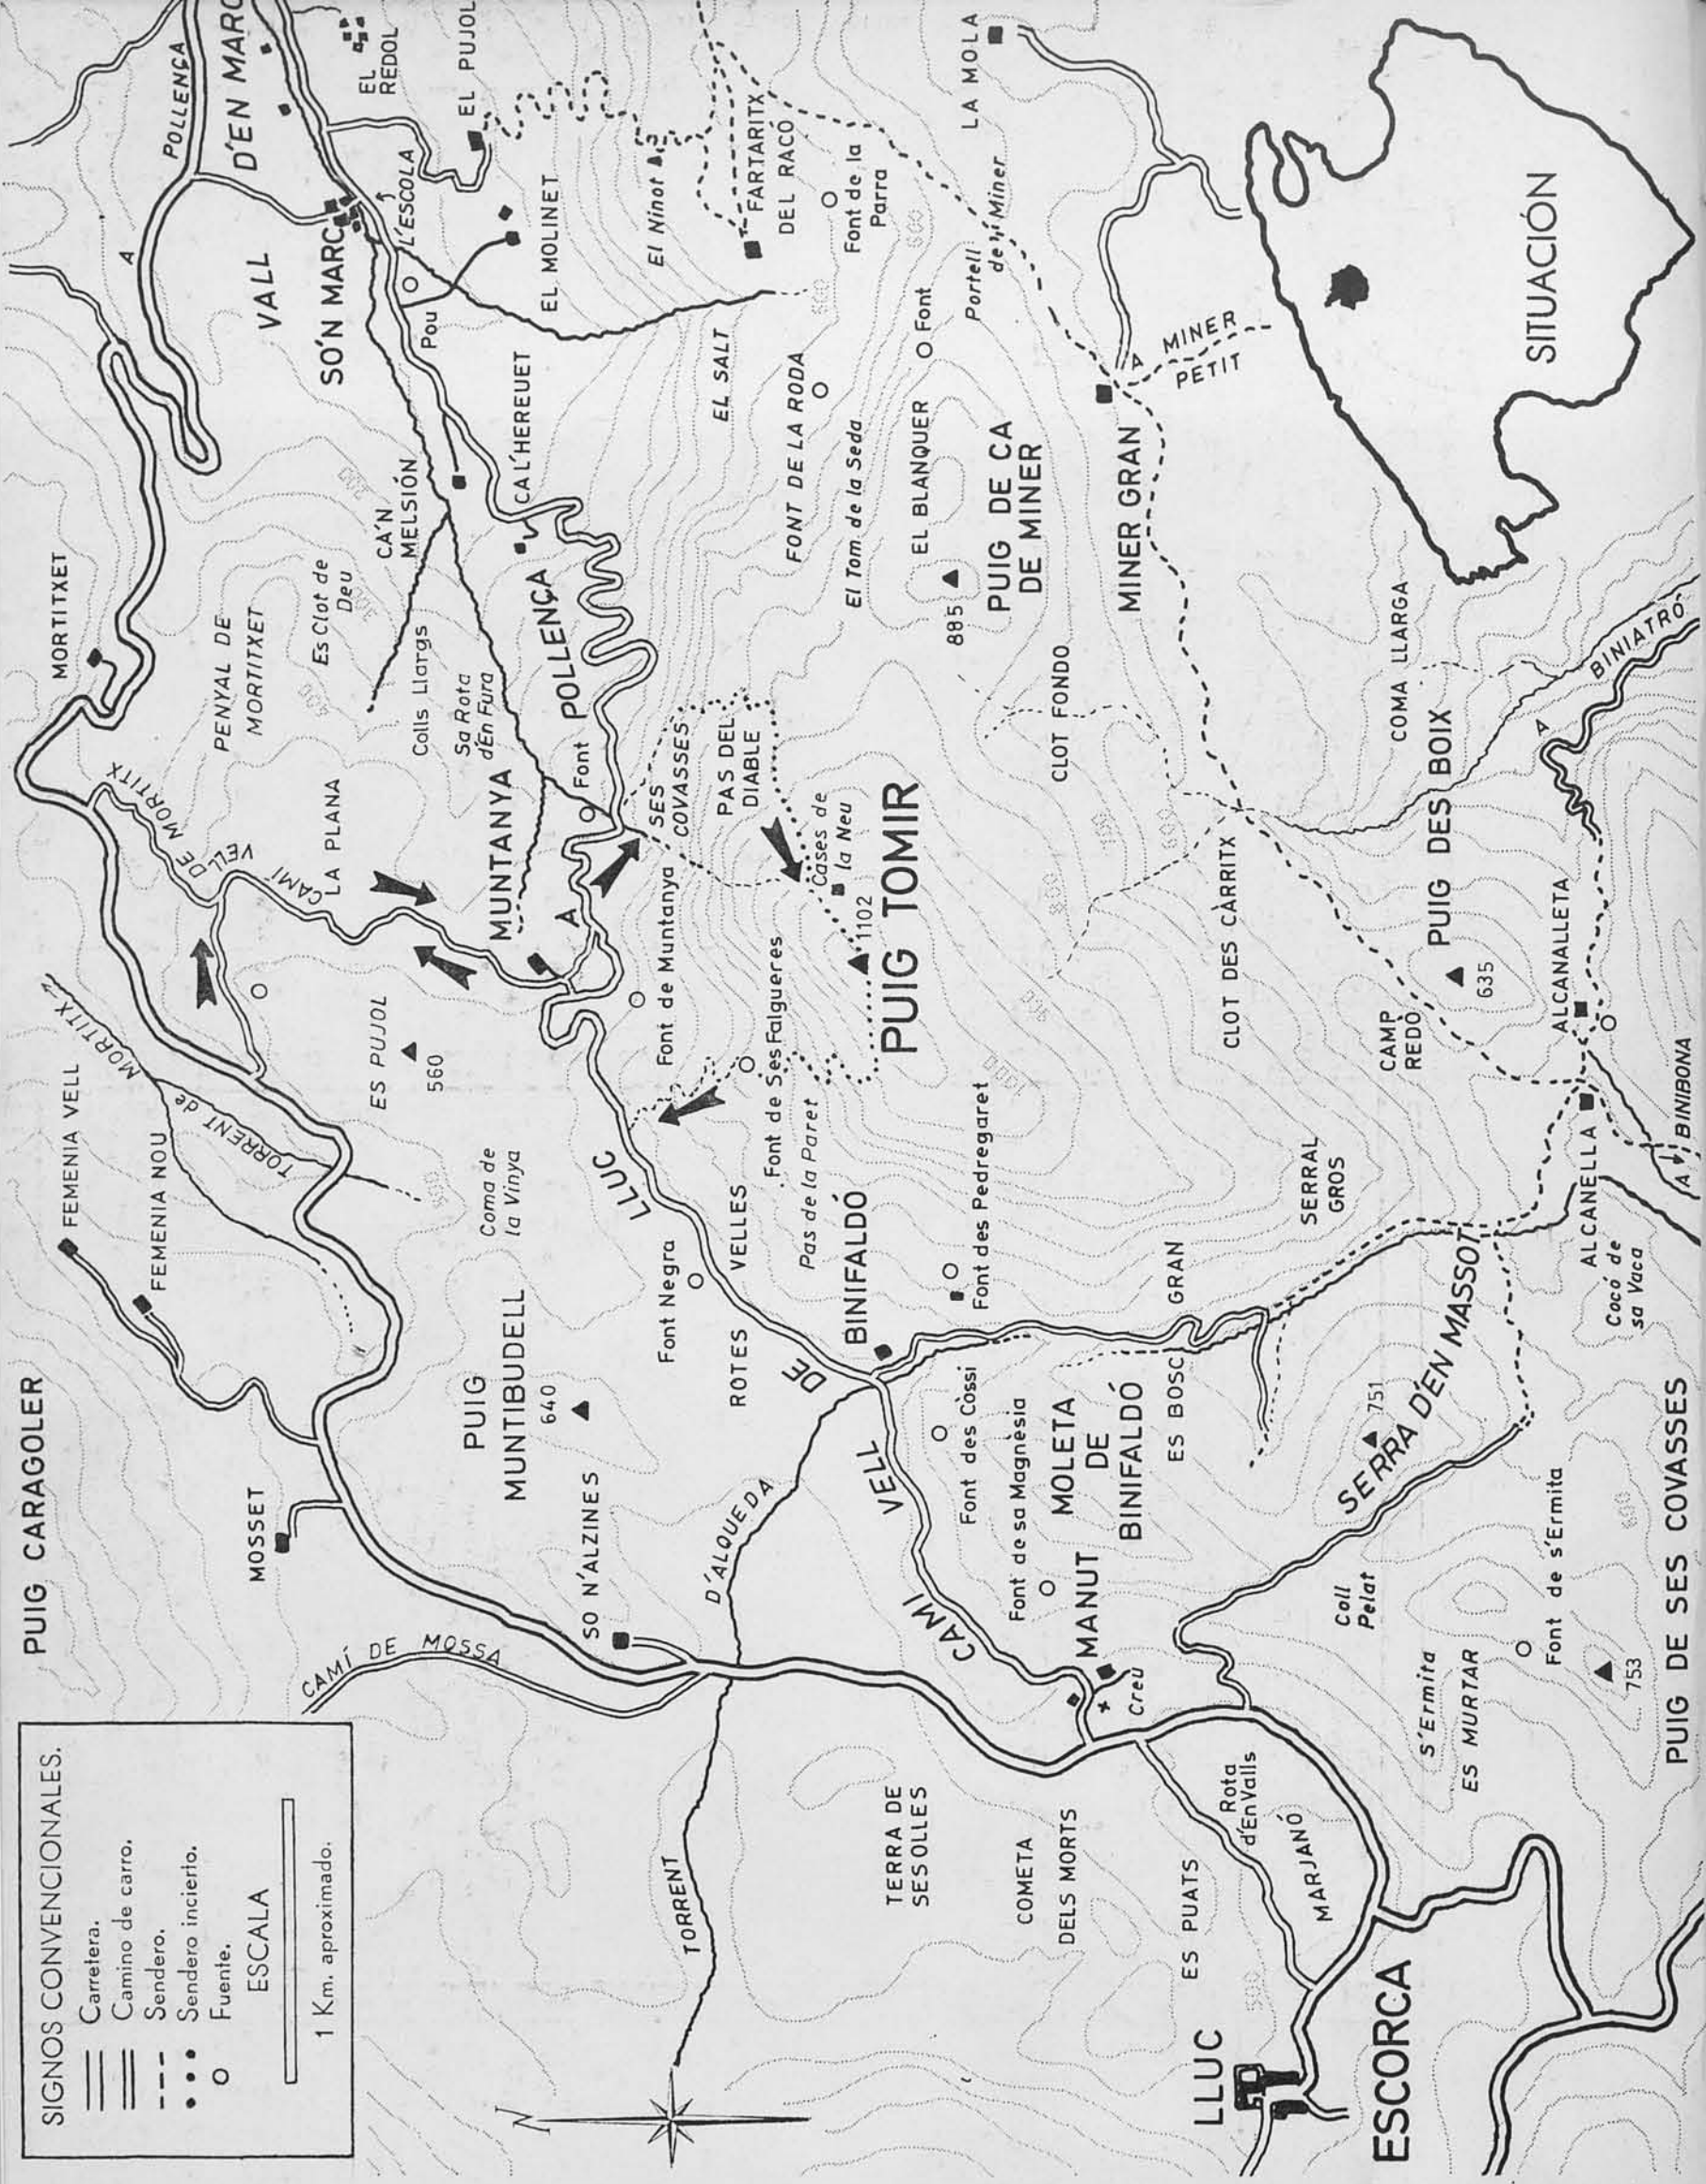 SIGNOS CONVENCIONALES.
Carretera.
Camino de carro.
Sendero.
Sendero incierto.
Fuente.
ESCALA
1 Km. aproximado.
N
PUIG CARAGOLER
FEMENIA VELL
FEMENIA NOU
MOSSET
CAMÍ DE MOSSA
SO N'ALZINES
TORRENT de MORTITX
MORTITXET
CAMÍ VELL DE MORTITX
LA PLANA
PENYAL DE
MORTITXET
Es Clot de
Deu
ES PUJOL
560
Coma de
la Vinya
PUIG
MUNTIBUDELL
640
A POLLENÇA
VALL D'EN MARC
SO'N MARC
EL
REDOL
EL PUJOL
L'ESCOLA
Pou
EL MOLINET
CA'N
MELSIÓN
CA L'HEREUET
Colls Llargs
Sa Rota
d'En Fura
MUNTANYA
A POLLENÇA
Font
SES
COVASSES
PAS DEL
DIABLE
Cases de
la Neu
1102
PUIG TOMIR
Font de Muntanya
Font de Ses Falgueres
Pas de la Paret
Font Negra
ROTES VELLES
BINIFALDÓ
Font des Pedregaret
CAMI VELL DE LLUC
TORRENT D'ALQUEDA
Font des Cossi
Font de sa Magnèsia
MOLETA
DE
BINIFALDÓ
MANUT
Creu
ES BOSC GRAN
El Ninot
FARTARITX
DEL RACÓ
Font de la
Parra
EL SALT
FONT DE LA RODA
El Tom de la Seda
EL BLANQUER
Font
885
PUIG DE CA
DE MINER
LA MOLA
Portell
de Miner
A MINER
PETIT
MINER GRAN
CLOT FONDO
CLOT DES CÀRRITX
COMA LLARGA
PUIG DES BOIX
635
A BINIATRÓ
CAMP
REDÓ
ALCANALLETA
ALCANELLA
A BINIBONA
Cocó de
sa Vaca
SERRAL
GROS
SERRA D'EN MASSOT
751
Coll
Pelat
Font de s'Ermita
S'Ermita
ES MURTAR
753
PUIG DE SES COVASSES
TERRA DE
SESOLLES
COMETA
DELS MORTS
ES PUATS
Rota
d'En Valls
MARJANÓ
LLUC
ESCORCA
SITUACIÓN